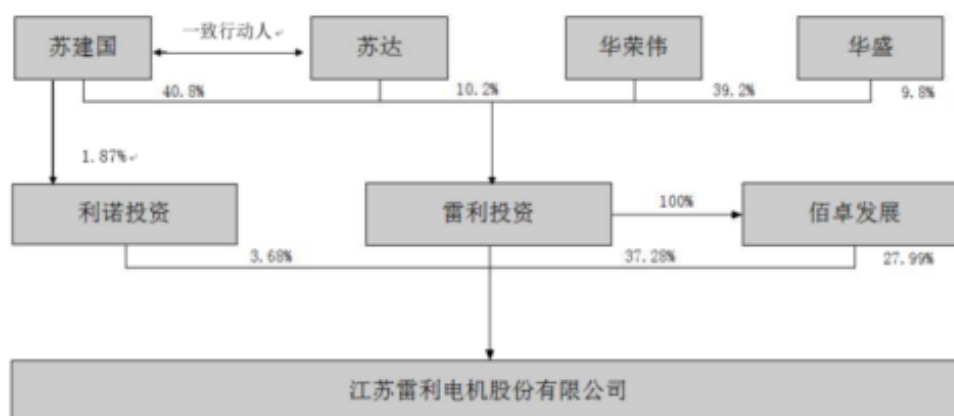 一致行动人
苏建国
苏达
华荣伟
华盛
40.8%
10.2%
39.2%
9.8%
1.87%
利诺投资
雷利投资
100%
佰卓发展
3.68%
37.28%
27.99%
江苏雷利电机股份有限公司